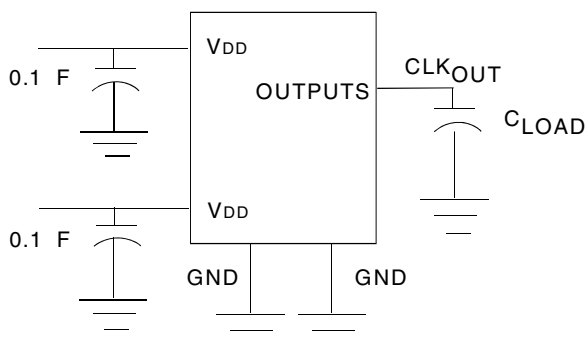 VDD
0.1 F
OUTPUTS
CLKOUT
CLOAD
VDD
0.1 F
GND
GND